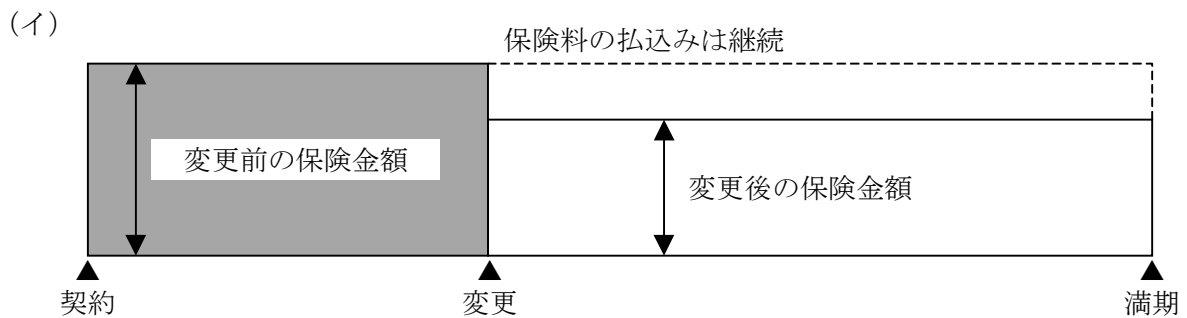 (イ)
保険料の払込みは継続
変更前の保険金額
変更後の保険金額
契約
変更
満期